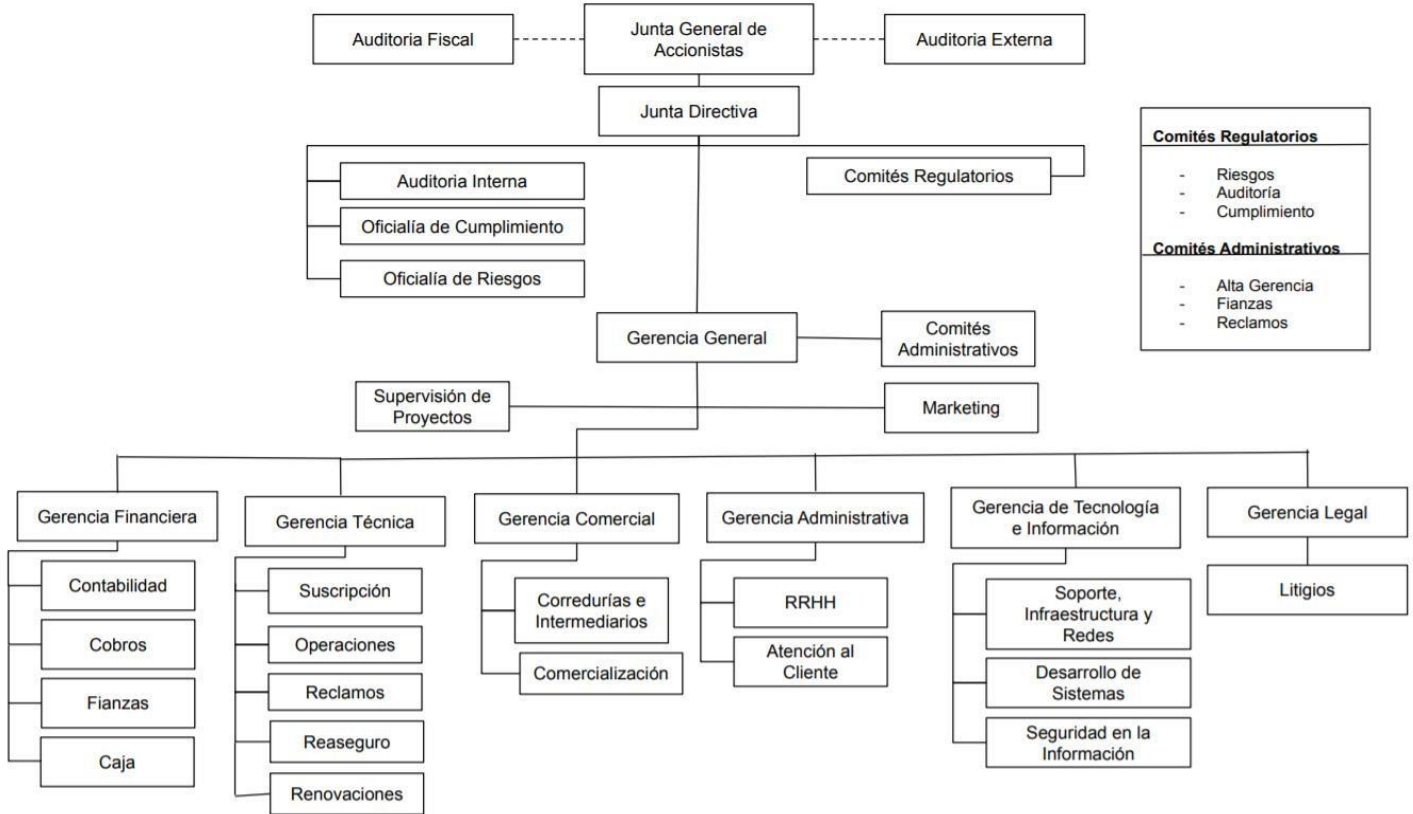 Auditoria Fiscal
Junta General de
Accionistas
Auditoria Externa
Junta Directiva
Auditoria Interna
Oficialía de Cumplimiento
Oficialía de Riesgos
Comités Regulatorios
Comités Regulatorios
- Riesgos
- Auditoría
- Cumplimiento
Comités Administrativos
- Alta Gerencia
- Fianzas
- Reclamos
Gerencia General
Comités
Administrativos
Supervisión de
Proyectos
Marketing
Gerencia Financiera
Contabilidad
Cobros
Fianzas
Caja
Gerencia Técnica
Suscripción
Operaciones
Reclamos
Reaseguro
Renovaciones
Gerencia Comercial
Corredurías e
Intermediarios
Comercialización
Gerencia Administrativa
RRHH
Atención al
Cliente
Gerencia de Tecnología
e Información
Soporte,
Infraestructura y
Redes
Desarrollo de
Sistemas
Seguridad en la
Información
Gerencia Legal
Litigios